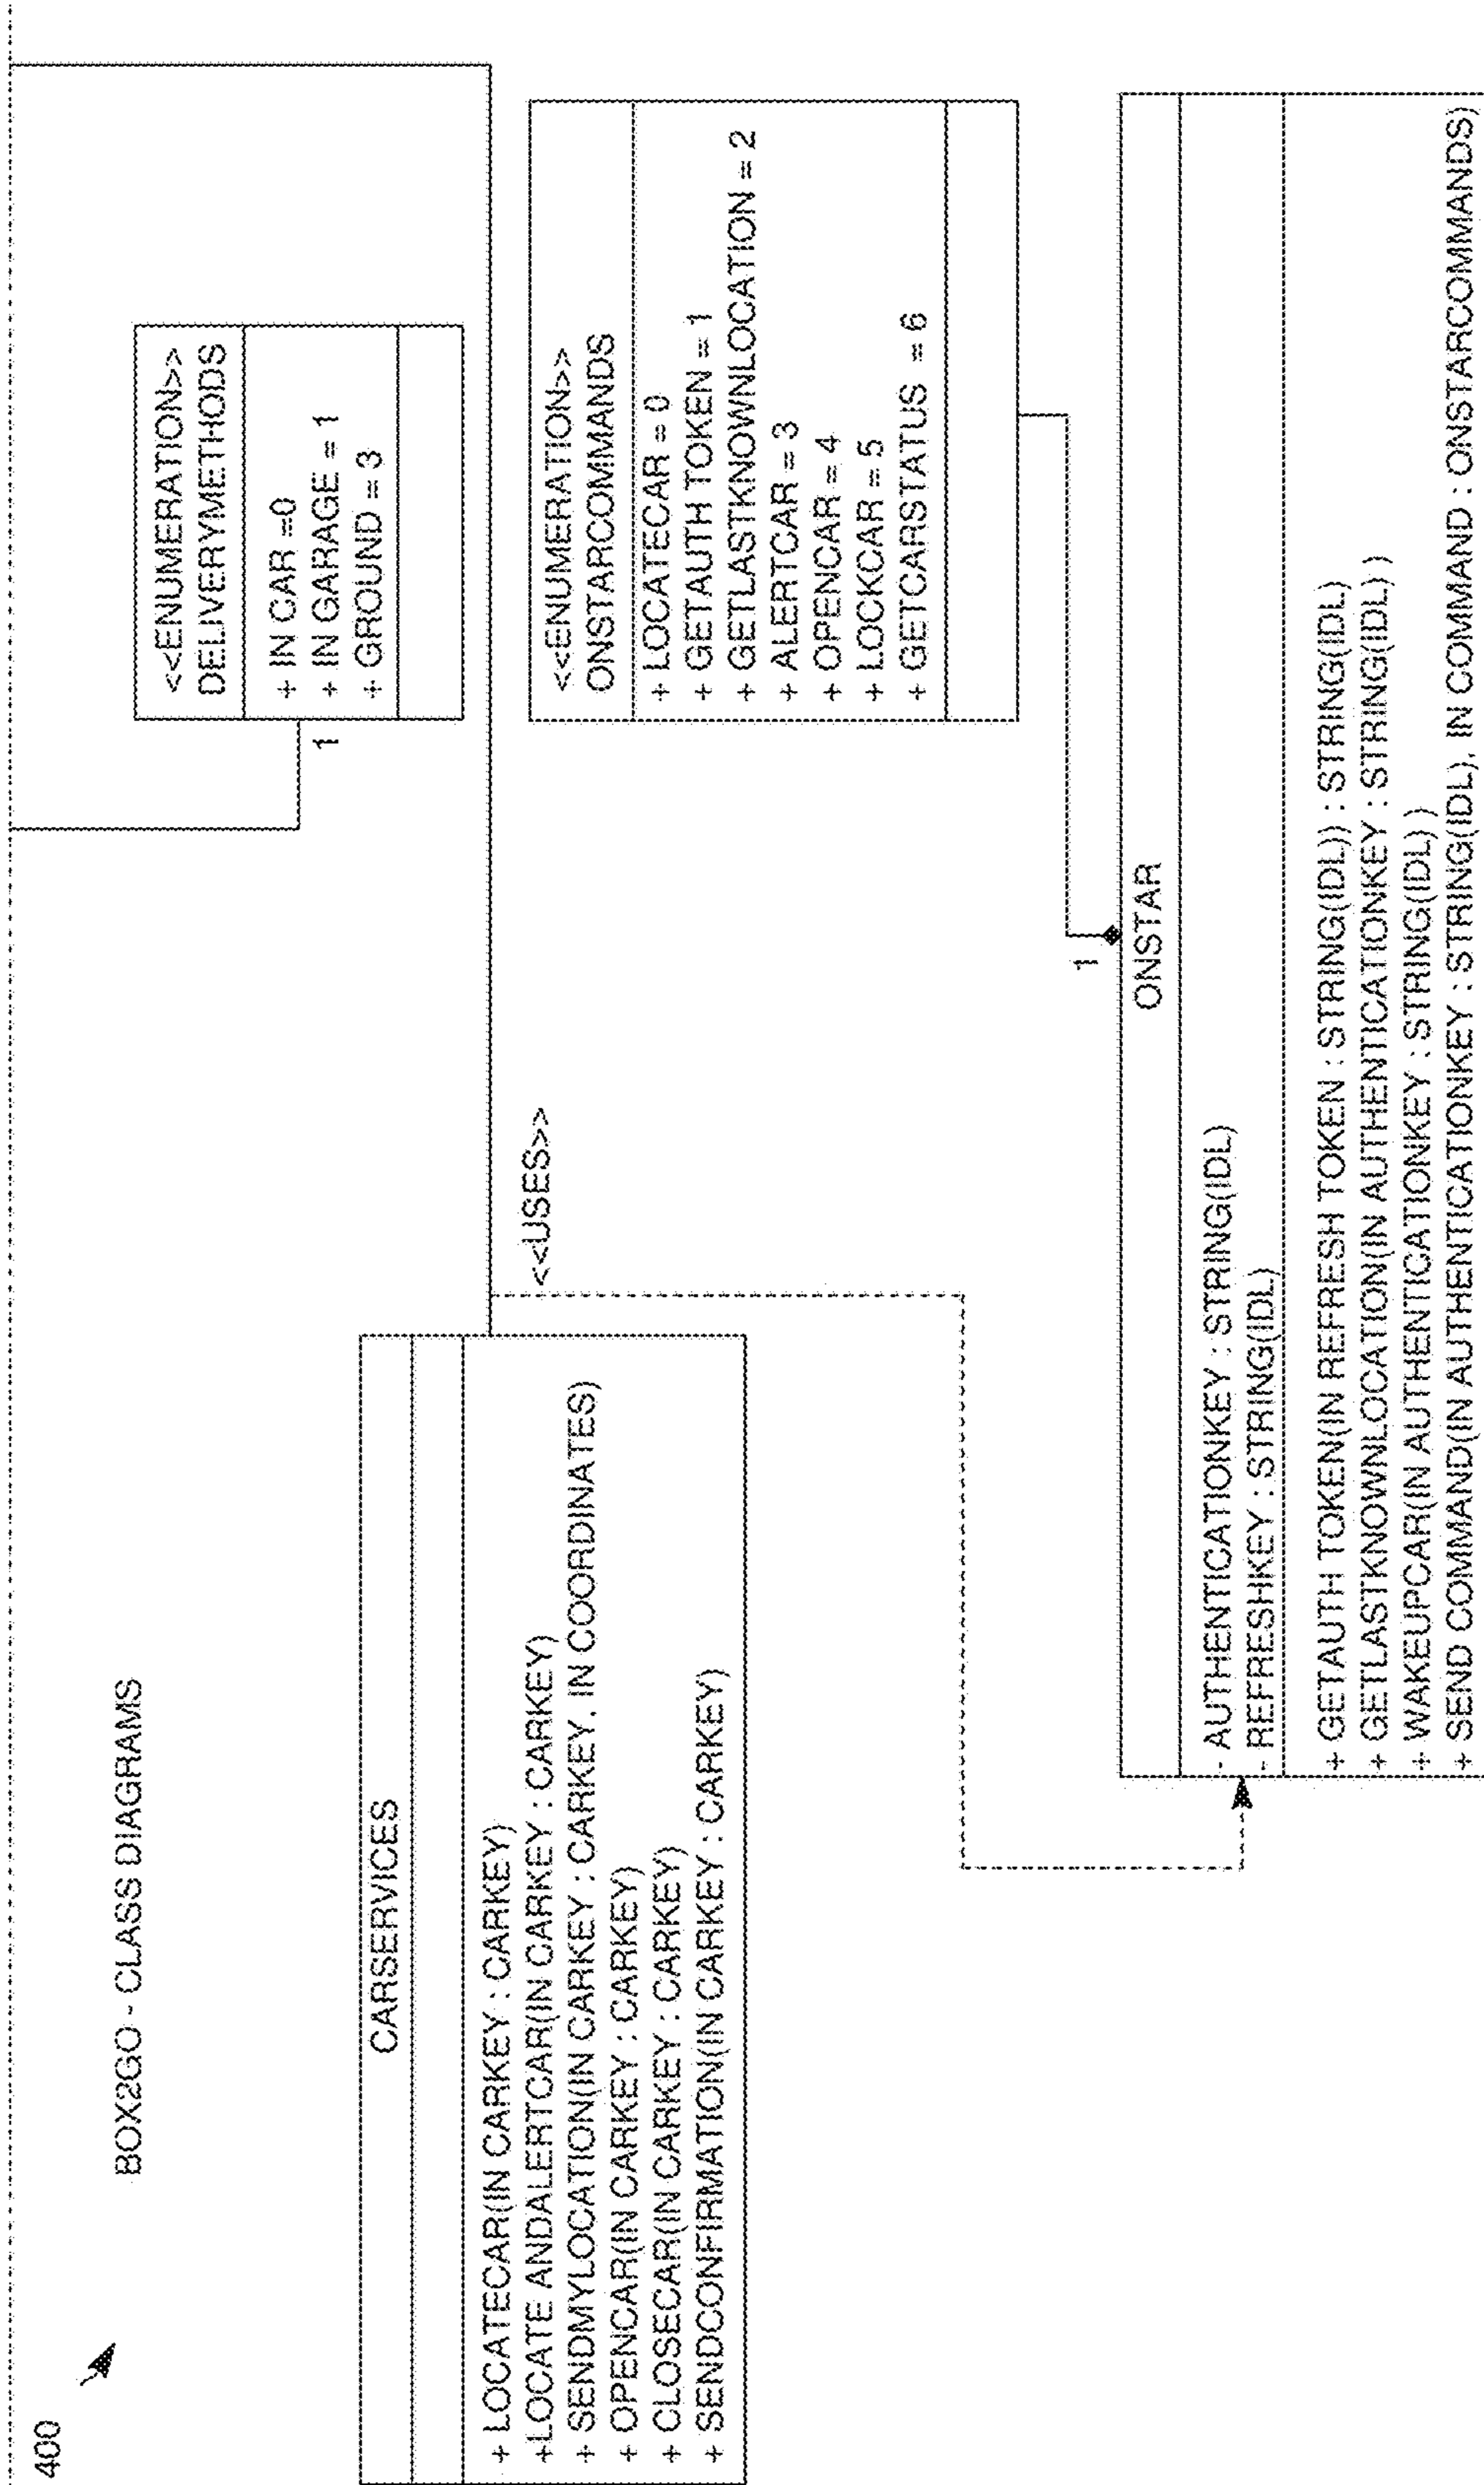 400
BOX2GO - CLASS DIAGRAMS
CARSERVICES
+ LOCATECAR(IN CARKEY : CARKEY)
+LOCATE ANDALERTCAR(IN CARKEY : CARKEY)
+ SENDMYLOCATION(IN CARKEY : CARKEY, IN COORDINATES)
+ OPENCAR(IN CARKEY : CARKEY)
+ CLOSECAR(IN CARKEY : CARKEY)
+ SENDCONFIRMATION(IN CARKEY : CARKEY)
<<USES>>
1
<<ENUMERATION>>
DELIVERYMETHODS
+ IN CAR =0
+ IN GARAGE = 1
+ GROUND = 3
<<ENUMERATION>>
ONSTARCOMMANDS
+ LOCATECAR = 0
+ GETAUTH TOKEN = 1
+ GETLASTKNOWNLOCATION = 2
+ ALERTCAR = 3
+ OPENCAR = 4
+ LOCKCAR = 5
+ GETCARSTATUS = 6
1
ONSTAR
- AUTHENTICATIONKEY : STRING(IDL)
- REFRESHKEY : STRING(IDL)
+ GETAUTH TOKEN(IN REFRESH TOKEN : STRING(IDL)) : STRING(IDL)
+ GETLASTKNOWNLOCATION(IN AUTHENTICATIONKEY : STRING(IDL) )
+ WAKEUPCAR(IN AUTHENTICATIONKEY : STRING(IDL) )
+ SEND COMMAND(IN AUTHENTICATIONKEY : STRING(IDL), IN COMMAND : ONSTARCOMMANDS)